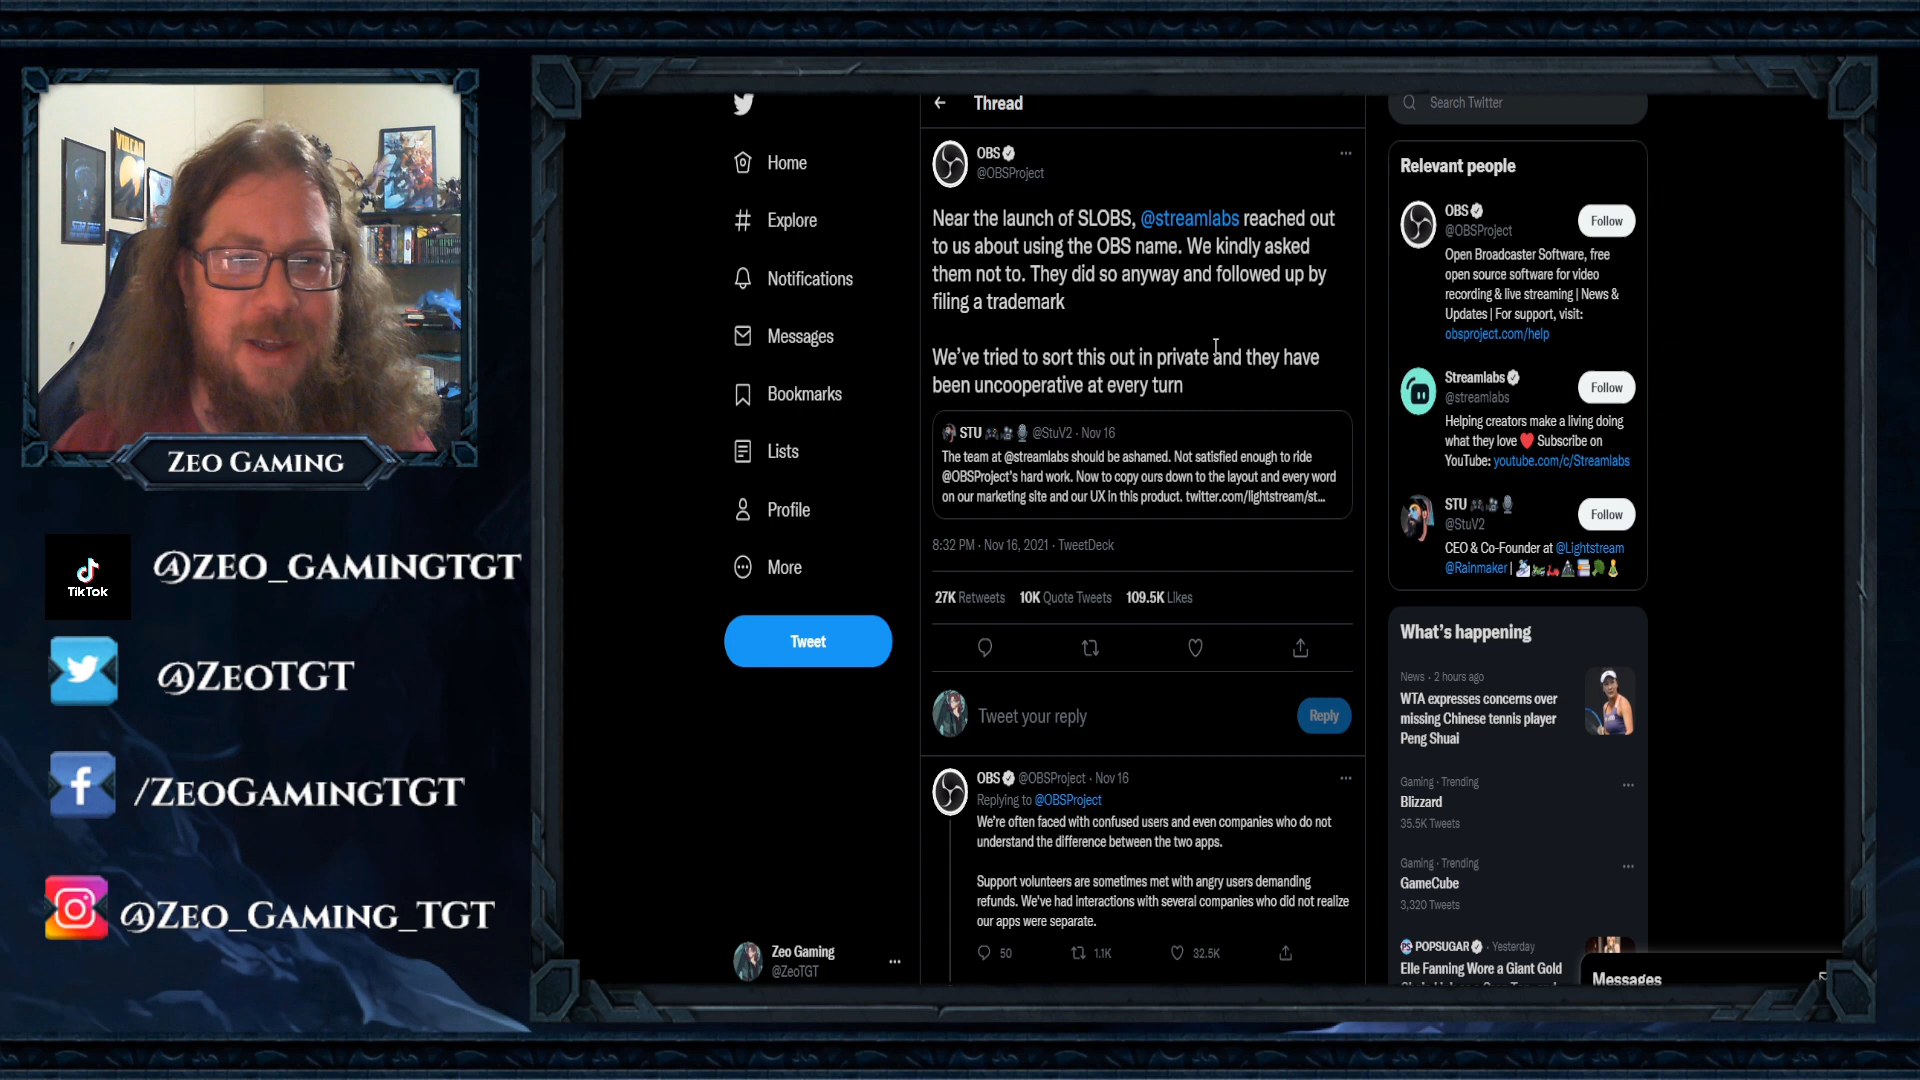 VULCAN
ZEO GAMING
TikTok
@ZEO_GAMINGTGT
@ZEOTGT
/ZEOGAMINGTGT
@ZEO_GAMING_TGT
Home
Explore
Notifications
Messages
Bookmarks
Lists
Profile
More
Tweet
Zeo Gaming
@ZeoTGT
Thread
OBS
@OBSProject
Near the launch of SLOBS, @streamlabs reached out
to us about using the OBS name. We kindly asked
them not to. They did so anyway and followed up by
filing a trademark
We've tried to sort this out in private and they have
been uncooperative at every turn
STU @StuV2 · Nov 16
The team at @streamlabs should be ashamed. Not satisfied enough to ride
@OBSProject's hard work. Now to copy ours down to the layout and every word
on our marketing site and our UX in this product. twitter.com/lightstream/st...
8:32 PM · Nov 16, 2021 · TweetDeck
27K Retweets 10K Quote Tweets 109.5K Likes
Tweet your reply
Reply
OBS @OBSProject · Nov 16
Replying to @OBSProject
We're often faced with confused users and even companies who do not
understand the difference between the two apps.
Support volunteers are sometimes met with angry users demanding
refunds. We've had interactions with several companies who did not realize
our apps were separate.
50 1.1K 32.5K
Search Twitter
Relevant people
OBS
@OBSProject
Follow
Open Broadcaster Software, free
open source software for video
recording & live streaming | News &
Updates | For support, visit:
obsproject.com/help
Streamlabs
@streamlabs
Follow
Helping creators make a living doing
what they love ❤️ Subscribe on
YouTube: youtube.com/c/Streamlabs
STU
@StuV2
Follow
CEO & Co-Founder at @Lightstream
@Rainmaker |
What's happening
News · 2 hours ago
WTA expresses concerns over
missing Chinese tennis player
Peng Shuai
Gaming · Trending
Blizzard
35.5K Tweets
Gaming · Trending
GameCube
3,320 Tweets
POPSUGAR · Yesterday
Elle Fanning Wore a Giant Gold
Messages